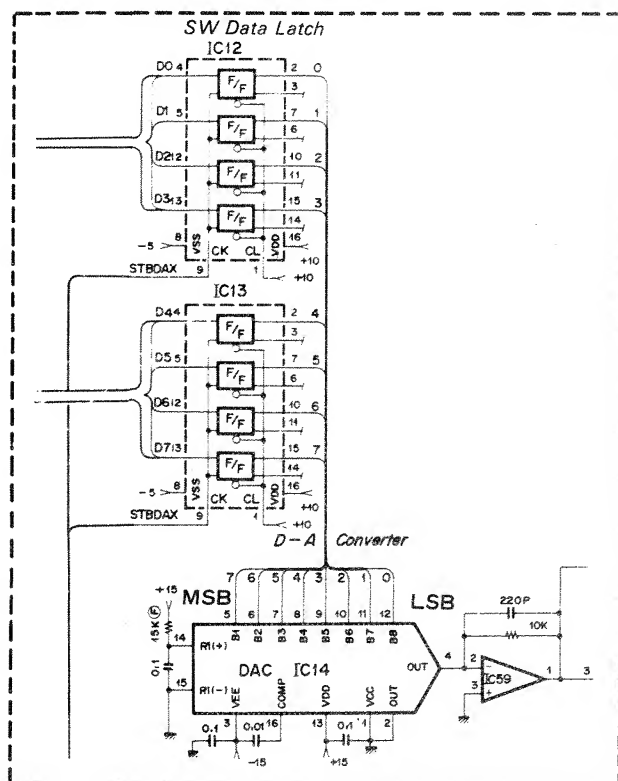 SW Data Latch
IC12
D0 4 F/F 2 0
3
D1 5 F/F 7 1
6
D2 12 F/F 10 2
11
D3 13 F/F 15 3
14
-5 8 VSS CK CL VDD 16 +10
STBDAX 9 1 +10
IC13
D4 4 F/F 2 4
3
D5 5 F/F 7 5
6
D6 12 F/F 10 6
11
D7 13 F/F 15 7
14
-5 8 VSS CK CL VDD 16 +10
STBDAX 9 1 +10
D-A Converter
7 6 5 4 3 2 1 0
MSB LSB
5 6 7 8 9 10 11 12
B1 B2 B3 B4 B5 B6 B7 B8
+15
15K Ⓕ
14 R1(+)
0.1
15 R1(-)
DAC IC14
OUT 4
VEE COMP VDD VCC OUT
3 16 13 1 2
0.1 0.01 0.1
-15 +15
220P
10K
2 -
3 +
IC59
1 3